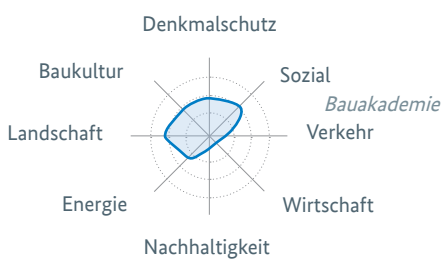 Denkmalschutz
Baukultur
Sozial
Bauakademie
Landschaft
Verkehr
Energie
Wirtschaft
Nachhaltigkeit